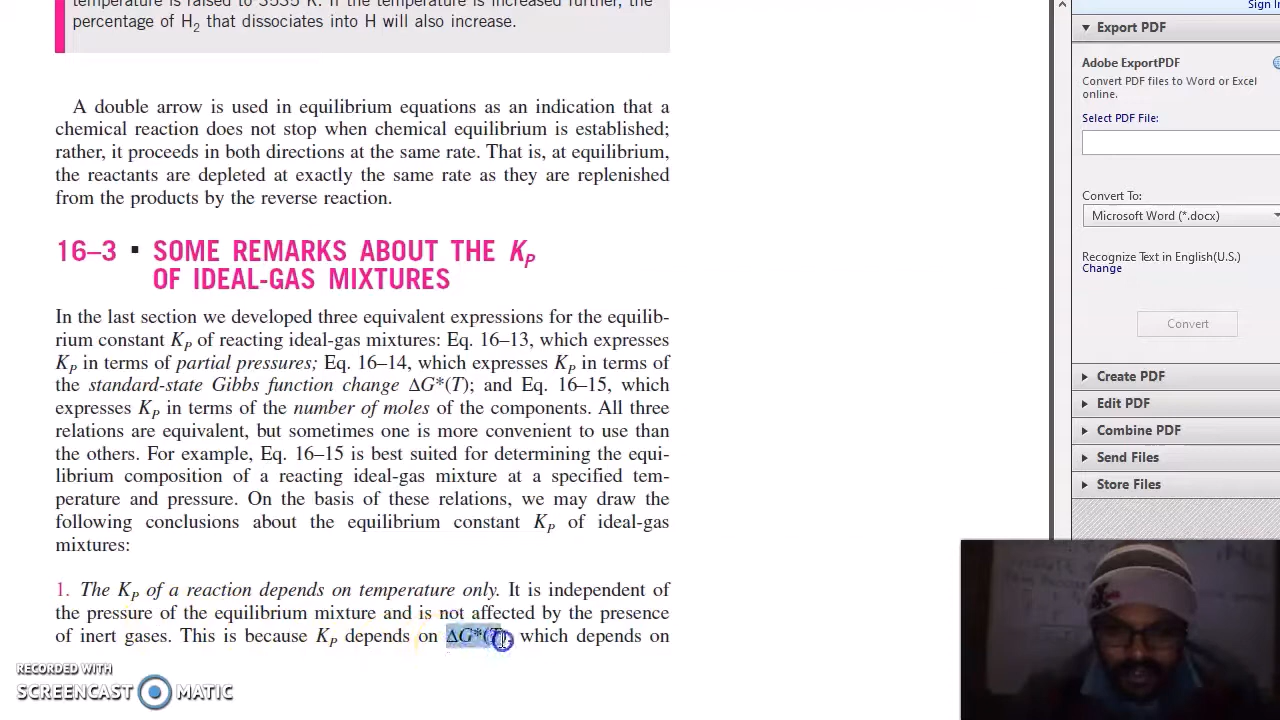 temperature is raised to 3535 K. If the temperature is increased further, the
percentage of H2 that dissociates into H will also increase.
A double arrow is used in equilibrium equations as an indication that a
chemical reaction does not stop when chemical equilibrium is established;
rather, it proceeds in both directions at the same rate. That is, at equilibrium,
the reactants are depleted at exactly the same rate as they are replenished
from the products by the reverse reaction.
16–3 ▪ SOME REMARKS ABOUT THE KP
OF IDEAL-GAS MIXTURES
In the last section we developed three equivalent expressions for the equilib-
rium constant KP of reacting ideal-gas mixtures: Eq. 16–13, which expresses
KP in terms of partial pressures; Eq. 16–14, which expresses KP in terms of
the standard-state Gibbs function change ΔG*(T); and Eq. 16–15, which
expresses KP in terms of the number of moles of the components. All three
relations are equivalent, but sometimes one is more convenient to use than
the others. For example, Eq. 16–15 is best suited for determining the equi-
librium composition of a reacting ideal-gas mixture at a specified tem-
perature and pressure. On the basis of these relations, we may draw the
following conclusions about the equilibrium constant KP of ideal-gas
mixtures:
1. The KP of a reaction depends on temperature only. It is independent of
the pressure of the equilibrium mixture and is not affected by the presence
of inert gases. This is because KP depends on ΔG*(T), which depends on
RECORDED WITH
SCREENCAST MATIC
Sign In
Export PDF
Adobe ExportPDF
Convert PDF files to Word or Excel
online.
Select PDF File:
Convert To:
Microsoft Word (*.docx)
Recognize Text in English(U.S.)
Change
Convert
Create PDF
Edit PDF
Combine PDF
Send Files
Store Files